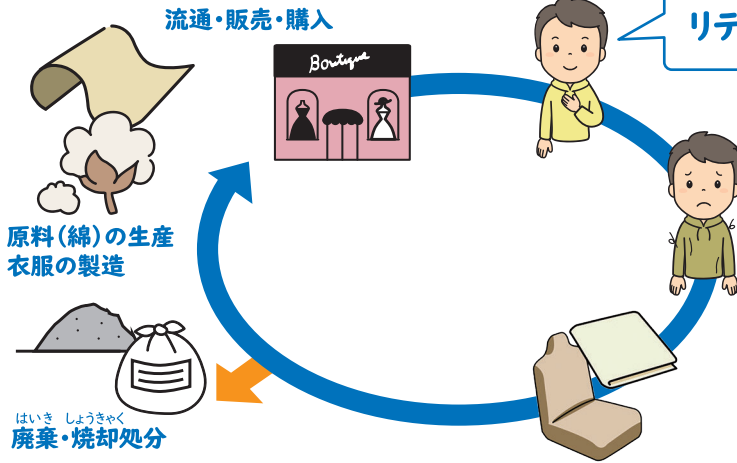 流通・販売・購入
リデ
Boutique
原料（綿）の生産
衣服の製造
はいき しょうきゃく
廃棄・焼却処分